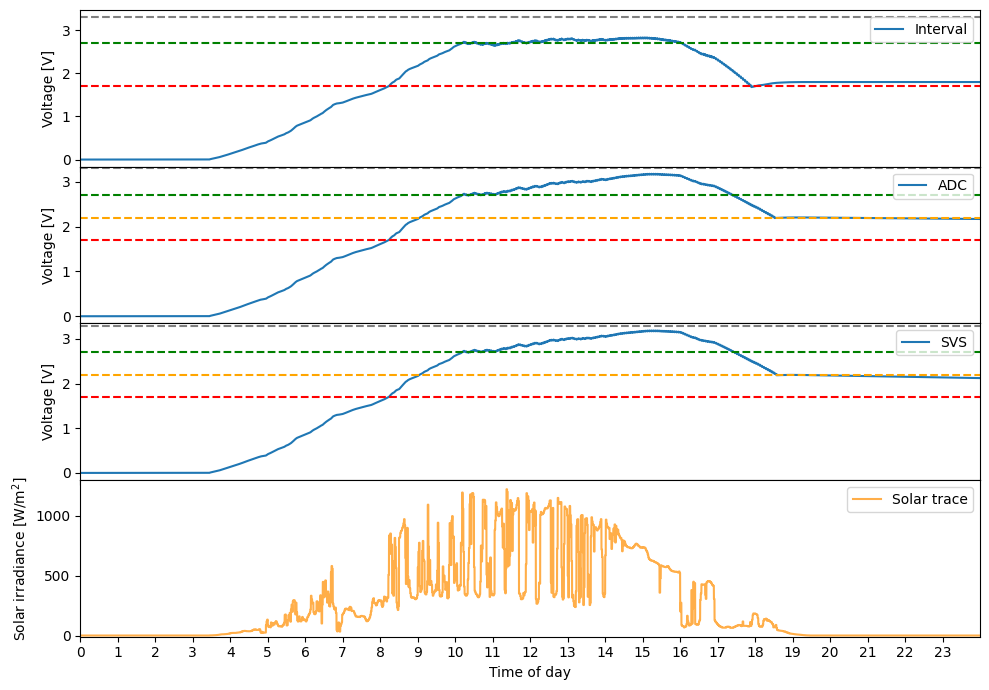 Voltage [V]
3
2
1
0
Interval
Voltage [V]
3
2
1
0
ADC
Voltage [V]
3
2
1
0
SVS
Solar irradiance [W/m²]
1000
500
0
Solar trace
0 1 2 3 4 5 6 7 8 9 10 11 12 13 14 15 16 17 18 19 20 21 22 23
Time of day